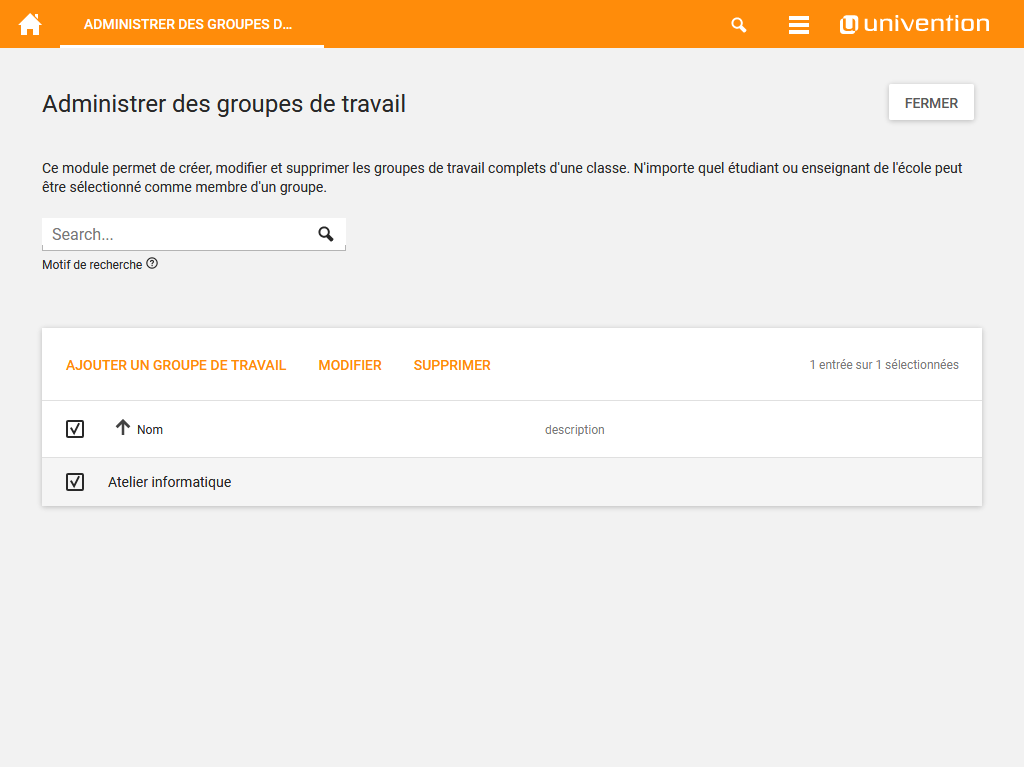 ADMINISTRER DES GROUPES D...
univention
Administrer des groupes de travail
FERMER
Ce module permet de créer, modifier et supprimer les groupes de travail complets d'une classe. N'importe quel étudiant ou enseignant de l'école peut
être sélectionné comme membre d'un groupe.
Search...
Motif de recherche
AJOUTER UN GROUPE DE TRAVAIL MODIFIER SUPPRIMER 1 entrée sur 1 sélectionnées
Nom description
Atelier informatique